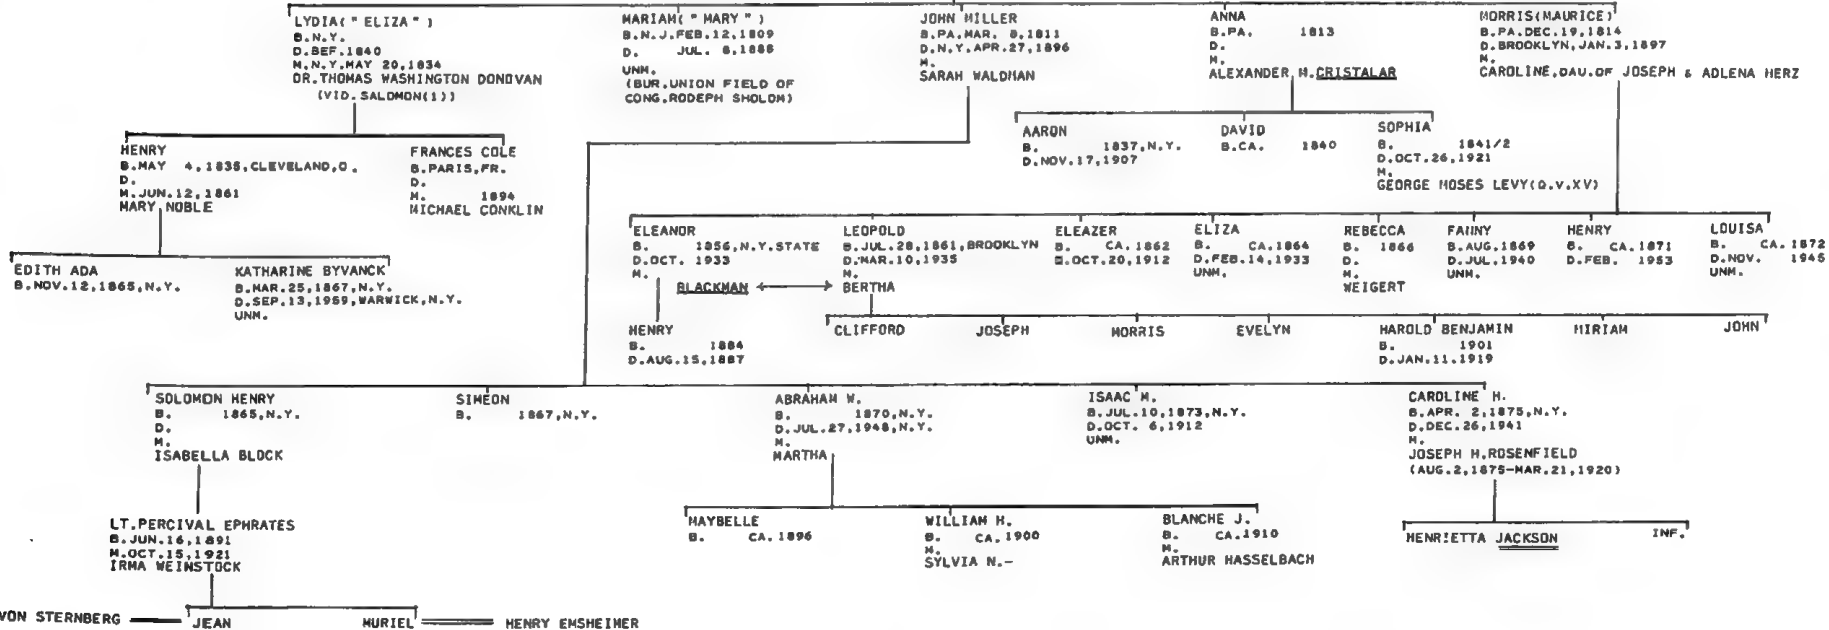 LYDIA("ELIZA")
B.N.Y.
D.BEF.1840
M.N.Y.MAY 20,1834
DR.THOMAS WASHINGTON DONOVAN
(VID.SALOMON(1))
MARIAM("MARY")
B.N.J.FEB.12,1809
D. JUL. 8,1888
UNM.
(BUR.UNION FIELD OF
CONG.RODEPH SHOLOM)
JOHN MILLER
B.PA.MAR. 8,1811
D.N.Y.APR.27,1896
M.
SARAH WALDMAN
ANNA
B.PA. 1813
D.
M.
ALEXANDER H.CRISTALAR
MORRIS(MAURICE)
B.PA.DEC.19,1814
D.BROOKLYN,JAN.3,1897
M.
CAROLINE,DAU.OF JOSEPH & ADLENA HERZ
HENRY
B.MAY 4,1835,CLEVELAND,O.
D.
M.JUN.12,1861
MARY NOBLE
FRANCES COLE
B.PARIS,FR.
D.
M. 1894
MICHAEL CONKLIN
AARON
B. 1837,N.Y.
D.NOV.17,1907
DAVID
B.CA. 1840
SOPHIA
B. 1841/2
D.OCT.26,1921
M.
GEORGE MOSES LEVY(Q.V.XV)
EDITH ADA
B.NOV.12,1865,N.Y.
KATHARINE BYVANCK
B.MAR.25,1867,N.Y.
D.SEP.13,1959,WARWICK,N.Y.
UNM.
ELEANOR
B. 1856,N.Y.STATE
D.OCT. 1933
M.
BLACKMAN
LEOPOLD
B.JUL.28,1861,BROOKLYN
D.MAR.10,1935
M.
BERTHA
ELEAZER
B. CA.1862
D.OCT.20,1912
ELIZA
B. CA.1864
D.FEB.14,1933
UNM.
REBECCA
B. 1866
D.
M.
WEIGERT
FANNY
B.AUG.1869
D.JUL.1940
UNM.
HENRY
B. CA.1871
D.FEB. 1953
LOUISA
B. CA.1872
D.NOV. 1945
UNM.
HENRY
B. 1884
D.AUG.15,1887
CLIFFORD
JOSEPH
MORRIS
EVELYN
HAROLD BENJAMIN
B. 1901
D.JAN.11.1919
MIRIAM
JOHN
SOLOMON HENRY
B. 1865,N.Y.
D.
M.
ISABELLA BLOCK
SIMEON
B. 1867,N.Y.
ABRAHAM W.
B. 1870,N.Y.
D.JUL.27,1948,N.Y.
M.
MARTHA
ISAAC M.
B.JUL.10,1873,N.Y.
D.OCT. 6,1912
UNM.
CAROLINE H.
B.APR. 2,1875,N.Y.
D.DEC.26,1941
M.
JOSEPH H.ROSENFIELD
(AUG.2,1875-MAR.21,1920)
LT.PERCIVAL EPHRATES
B.JUN.16,1891
M.OCT.15,1921
IRMA WEINSTOCK
MAYBELLE
B. CA.1896
WILLIAM H.
B. CA.1900
M.
SYLVIA N.-
BLANCHE J.
B. CA.1910
M.
ARTHUR HASSELBACH
HENRIETTA JACKSON
INF.
VON STERNBERG
JEAN
MURIEL
HENRY EMSHEIMER